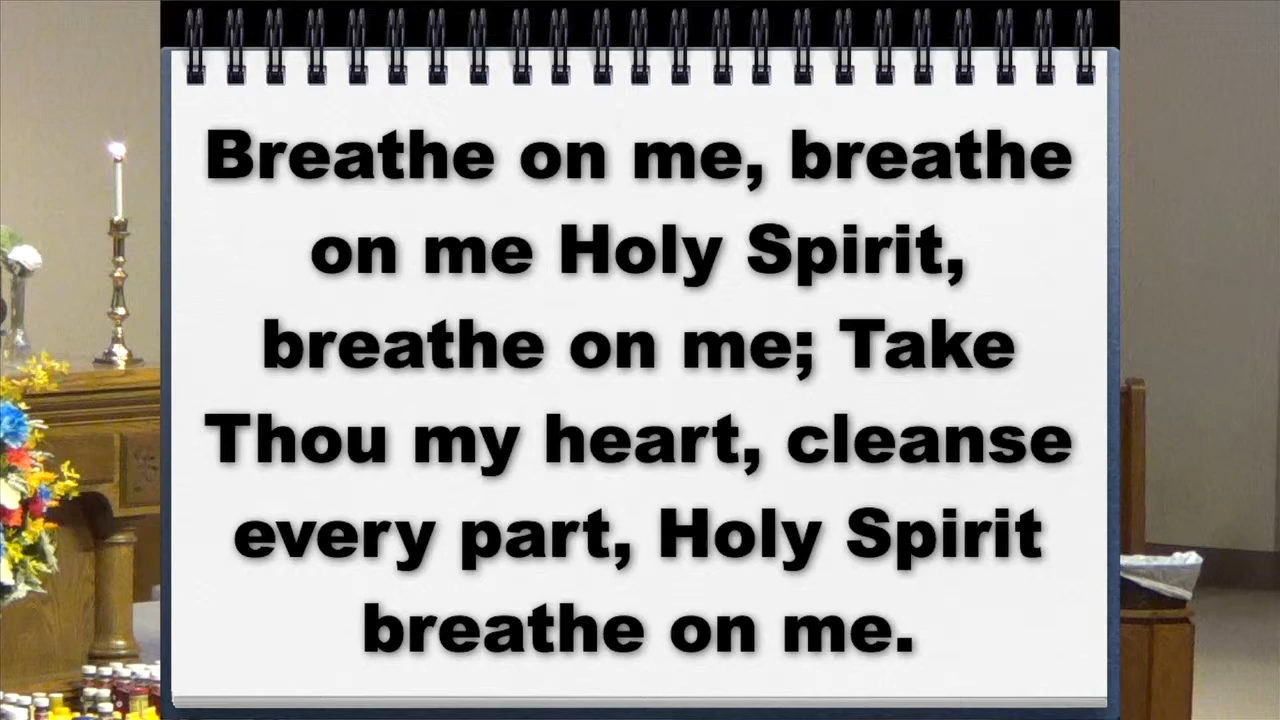 Breathe on me, breathe
on me Holy Spirit,
breathe on me; Take
Thou my heart, cleanse
every part, Holy Spirit
breathe on me.